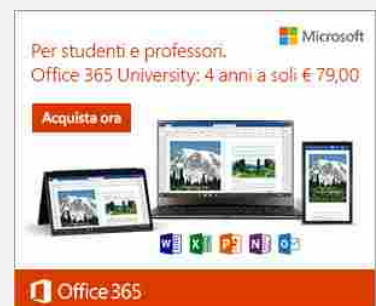 Microsoft
Per studenti e professori.
Office 365 University: 4 anni a soli € 79,00
Acquista ora
Office 365